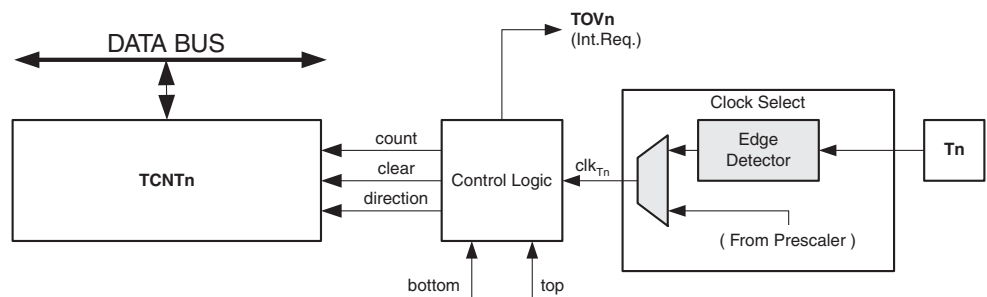 TOVn
(Int.Req.)
DATA BUS
Clock Select
TCNTn
count
clear
direction
Control Logic
clkTn
Edge
Detector
Tn
( From Prescaler )
bottom
top